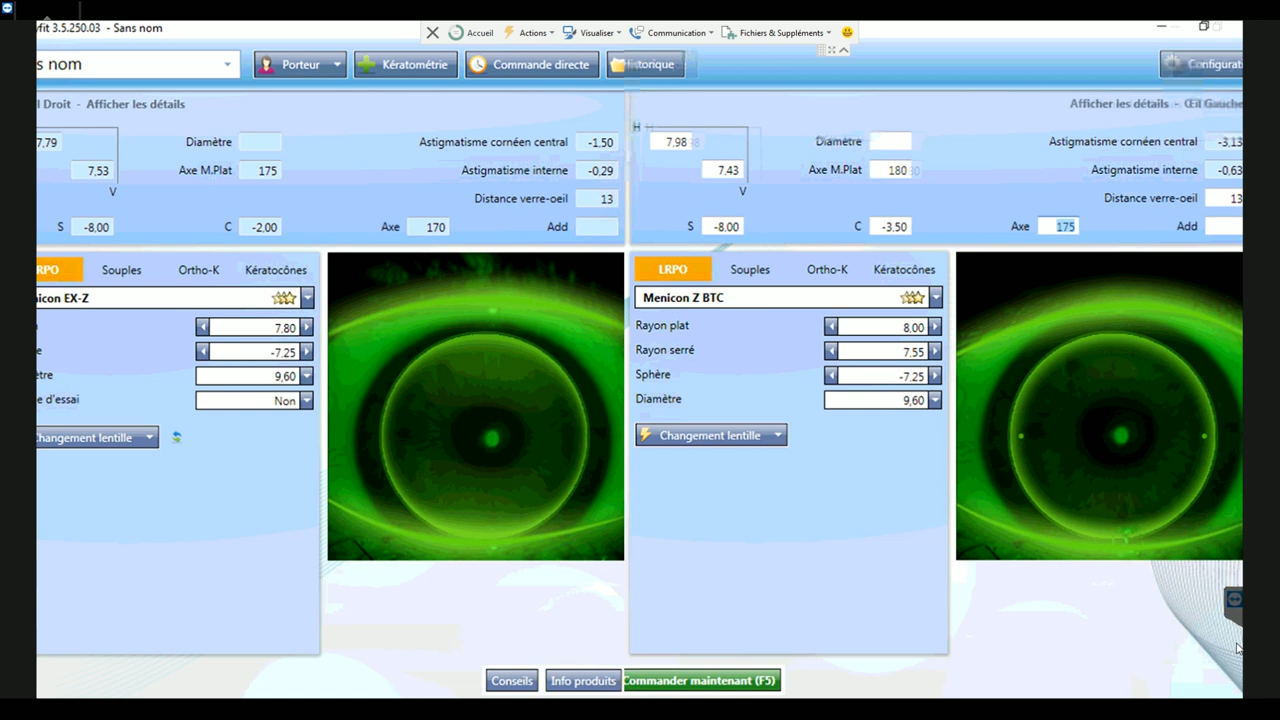 yfit 3.5.250.03 - Sans nom
Accueil Actions Visualiser Communication Fichiers & Suppléments
s nom Porteur Kératométrie Commande directe Historique Configurat
l Droit - Afficher les détails
7,79
7.53
V
Diamètre
Axe M.Plat 175
Astigmatisme cornéen central -1.50
Astigmatisme interne -0.29
Distance verre-oeil 13
S -8.00 C -2.00 Axe 170 Add
Afficher les détails - Œil Gauche
H 7,98
7.43
V
Diamètre
Axe M.Plat 180
Astigmatisme cornéen central -3,13
Astigmatisme interne -0,63
Distance verre-oeil 13
S -8.00 C -3.50 Axe 175 Add
RPO Souples Ortho-K Kératocônes
nicon EX-Z
7.80
e -7.25
ètre 9,60
e d'essai Non
Changement lentille
LRPO Souples Ortho-K Kératocônes
Menicon Z BTC
Rayon plat 8.00
Rayon serré 7.55
Sphère -7.25
Diamètre 9,60
Changement lentille
Conseils Info produits Commander maintenant (F5)